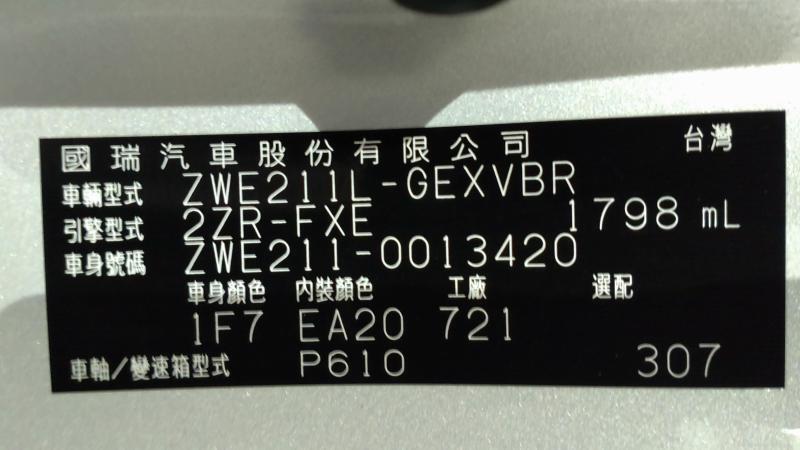 國瑞汽車股份有限公司 台灣
車輛型式 ZWE211L-GEXVBR
引擎型式 2ZR-FXE 1798 mL
車身號碼 ZWE211-0013420
車身顏色 內裝顏色 工廠 選配
1F7 EA20 721
車軸/變速箱型式 P610 307